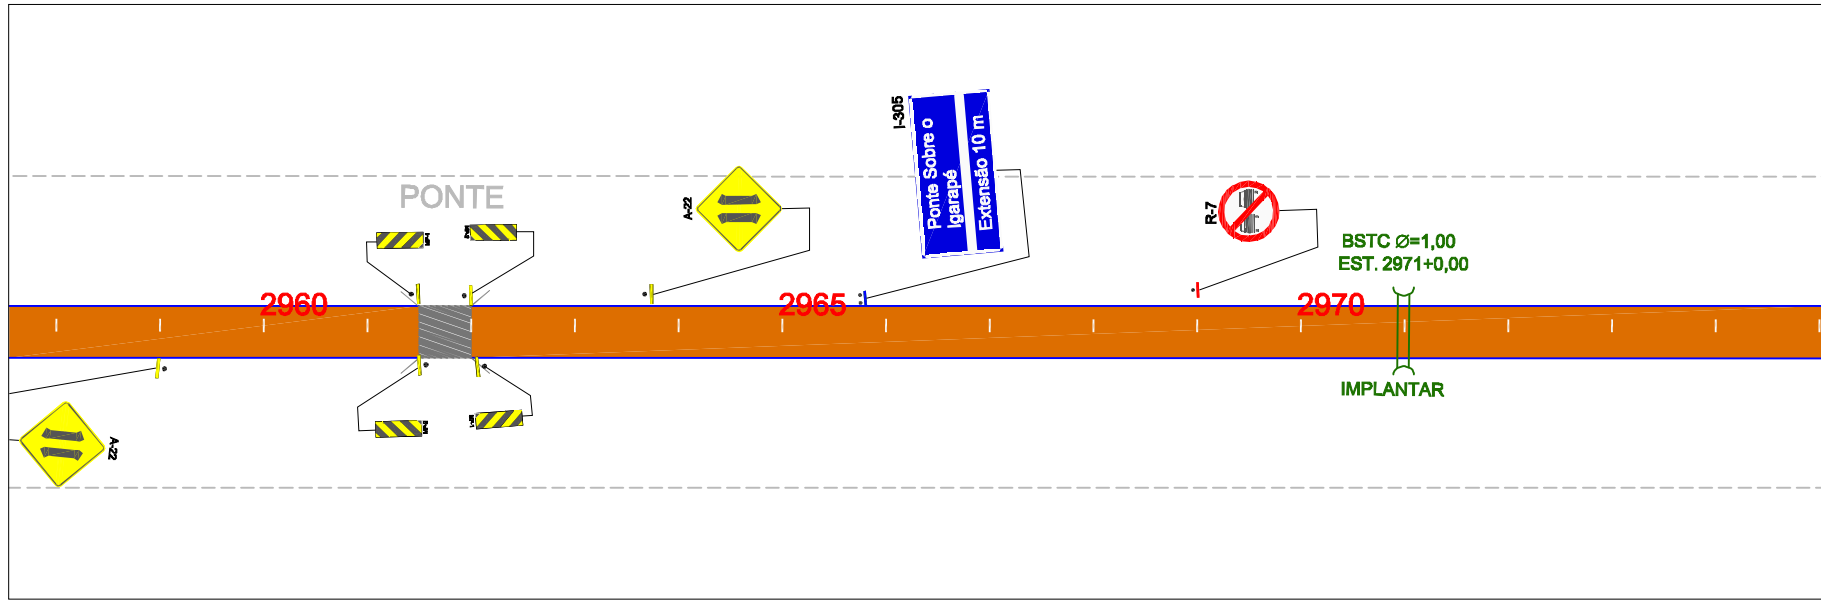 I-305
Ponte Sobre o
Igarapé
Extensão 10 m
PONTE
A-22
R-7
BSTC Ø=1,00
EST. 2971+0,00
2960
2965
2970
IMPLANTAR
A-22